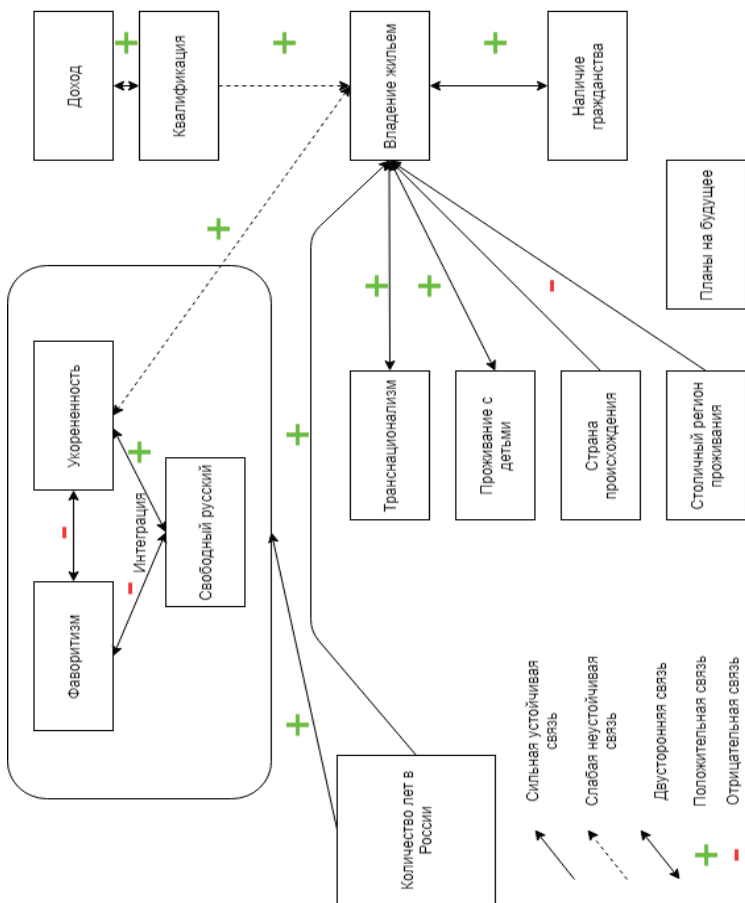 Фаворитизм
Укорененность
Доход
Интеграция
Квалификация
Свободный русский
Количество лет в
России
Транснационализм
Владение жильем
Проживание с
детьми
Страна
происхождения
Наличие
гражданства
Столичный регион
проживания
Планы на будущее
Сильная устойчивая
связь
Слабая неустойчивая
связь
Двусторонняя связь
Положительная связь
Отрицательная связь